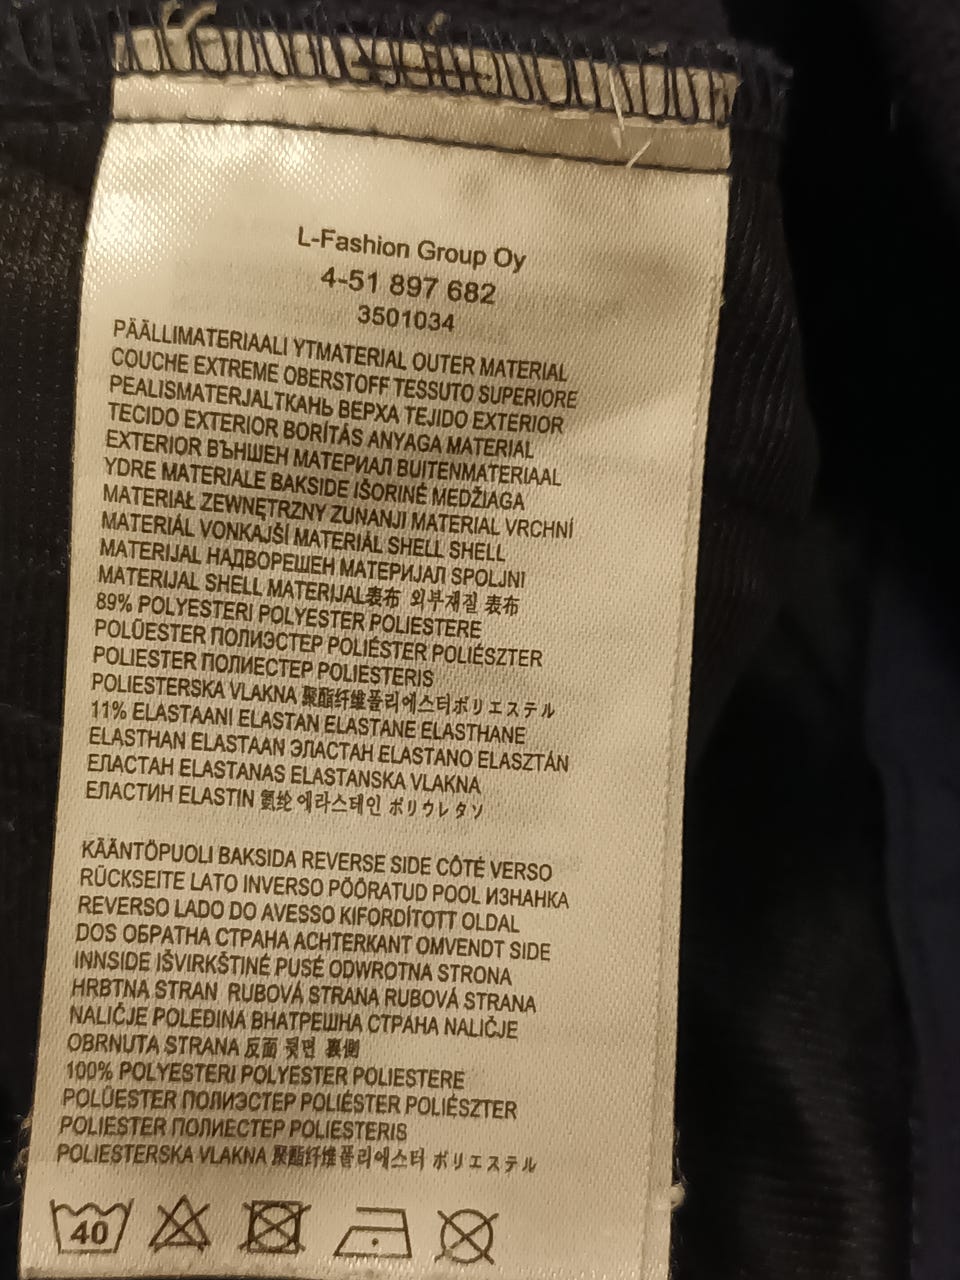 L-Fashion Group Oy
4-51 897 682
3501034
PÄÄLLIMATERIAALI YTMATERIAL OUTER MATERIAL
COUCHE EXTREME OBERSTOFF TESSUTO SUPERIORE
PEALISMATERJALТКАНЬ ВЕРХА TEJIDO EXTERIOR
TECIDO EXTERIOR BORÍTÁS ANYAGA MATERIAL
EXTERIOR ВЪНШЕН МАТЕРИАЛ BUITENMATERIAAL
YDRE MATERIALE BAKSIDE IŠORINĖ MEDŽIAGA
MATERIAŁ ZEWNĘTRZNY ZUNANJI MATERIAL VRCHNÍ
MATERIÁL VONKAJŠÍ MATERIÁL SHELL SHELL
MATERIJAL НАДВОРЕШЕН МАТЕРИЈАЛ SPOLJNI
MATERIJAL SHELL MATERIJAL表布 외부재질 表布
89% POLYESTERI POLYESTER POLIESTERE
POLÜESTER ПОЛИЭСТЕР POLIÉSTER POLIÉSZTER
POLIESTER ПОЛИЕСТЕР POLIESTERIS
POLIESTERSKA VLAKNA 聚酯纤维폴리에스터ポリエステル
11% ELASTAANI ELASTAN ELASTANE ELASTHANE
ELASTHAN ELASTAAN ЭЛАСТАН ELASTANO ELASZTÁN
ЕЛАСТАН ELASTANAS ELASTANSKA VLAKNA
ЕЛАСТИН ELASTIN 氨纶 에라스테인 ポリウレタン
KÄÄNTÖPUOLI BAKSIDA REVERSE SIDE CÔTÉ VERSO
RÜCKSEITE LATO INVERSO PÖÖRATUD POOL ИЗНАНКА
REVERSO LADO DO AVESSO KIFORDÍTOTT OLDAL
DOS ОБРАТНА СТРАНА ACHTERKANT OMVENDT SIDE
INNSIDE IŠVIRKŠTINĖ PUSĖ ODWROTNA STRONA
HRBTNA STRAN RUBOVÁ STRANA RUBOVÁ STRANA
NALIČJE POLEĐINA ВНАТРЕШНА СТРАНА NALIČJE
OBRNUTA STRANA 反面 뒷면 裏側
100% POLYESTERI POLYESTER POLIESTERE
POLÜESTER ПОЛИЭСТЕР POLIÉSTER POLIÉSZTER
POLIESTER ПОЛИЕСТЕР POLIESTERIS
POLIESTERSKA VLAKNA 聚酯纤维폴리에스터 ポリエステル
40